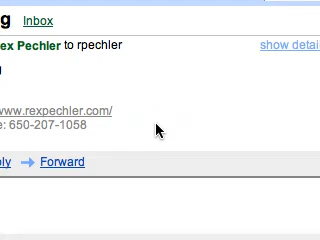 g Inbox
ex Pechler to rpechler show detai
www.rexpechler.com/
e: 650-207-1058
ply Forward